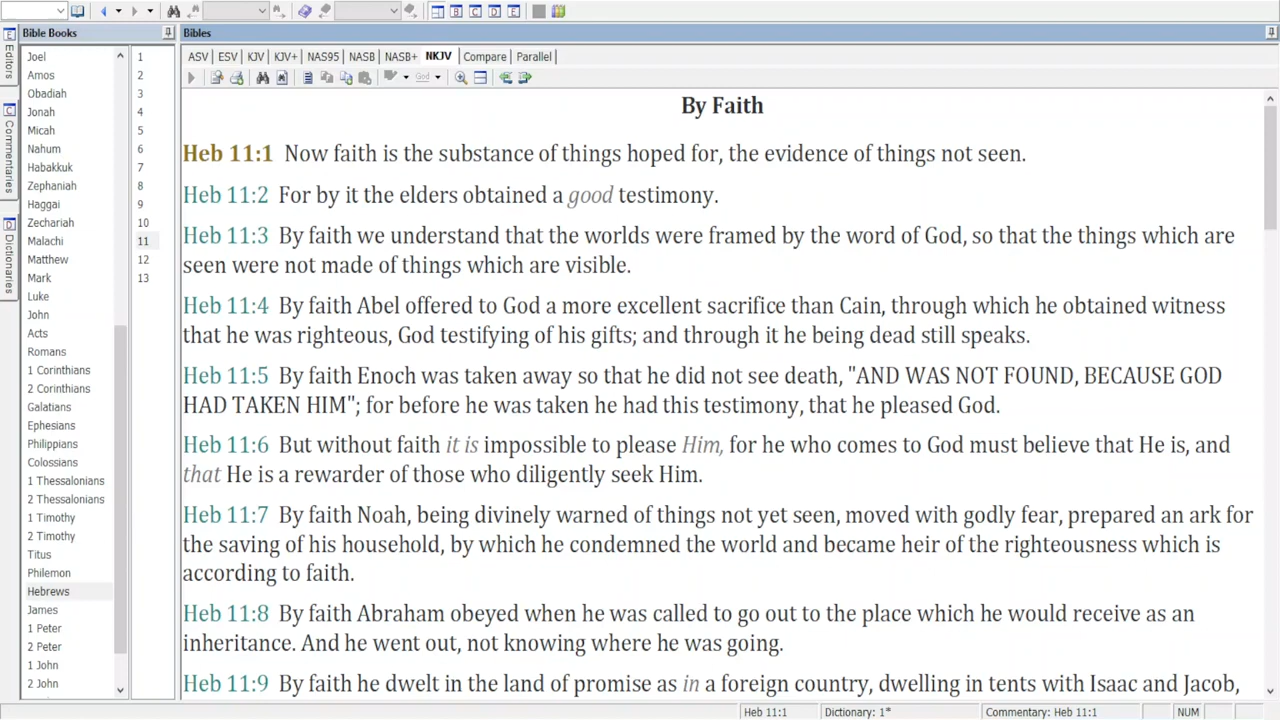 Bible Books
Bibles
Editors
Commentaries
Dictionaries
Joel
Amos
Obadiah
Jonah
Micah
Nahum
Habakkuk
Zephaniah
Haggai
Zechariah
Malachi
Matthew
Mark
Luke
John
Acts
Romans
1 Corinthians
2 Corinthians
Galatians
Ephesians
Philippians
Colossians
1 Thessalonians
2 Thessalonians
1 Timothy
2 Timothy
Titus
Philemon
Hebrews
James
1 Peter
2 Peter
1 John
2 John
1
2
3
4
5
6
7
8
9
10
11
12
13
ASV ESV KJV KJV+ NAS95 NASB NASB+ NKJV Compare Parallel
God
By Faith
Heb 11:1 Now faith is the substance of things hoped for, the evidence of things not seen.
Heb 11:2 For by it the elders obtained a good testimony.
Heb 11:3 By faith we understand that the worlds were framed by the word of God, so that the things which are
seen were not made of things which are visible.
Heb 11:4 By faith Abel offered to God a more excellent sacrifice than Cain, through which he obtained witness
that he was righteous, God testifying of his gifts; and through it he being dead still speaks.
Heb 11:5 By faith Enoch was taken away so that he did not see death, "AND WAS NOT FOUND, BECAUSE GOD
HAD TAKEN HIM"; for before he was taken he had this testimony, that he pleased God.
Heb 11:6 But without faith it is impossible to please Him, for he who comes to God must believe that He is, and
that He is a rewarder of those who diligently seek Him.
Heb 11:7 By faith Noah, being divinely warned of things not yet seen, moved with godly fear, prepared an ark for
the saving of his household, by which he condemned the world and became heir of the righteousness which is
according to faith.
Heb 11:8 By faith Abraham obeyed when he was called to go out to the place which he would receive as an
inheritance. And he went out, not knowing where he was going.
Heb 11:9 By faith he dwelt in the land of promise as in a foreign country, dwelling in tents with Isaac and Jacob,
Heb 11:1 Dictionary: 1* Commentary: Heb 11:1 NUM